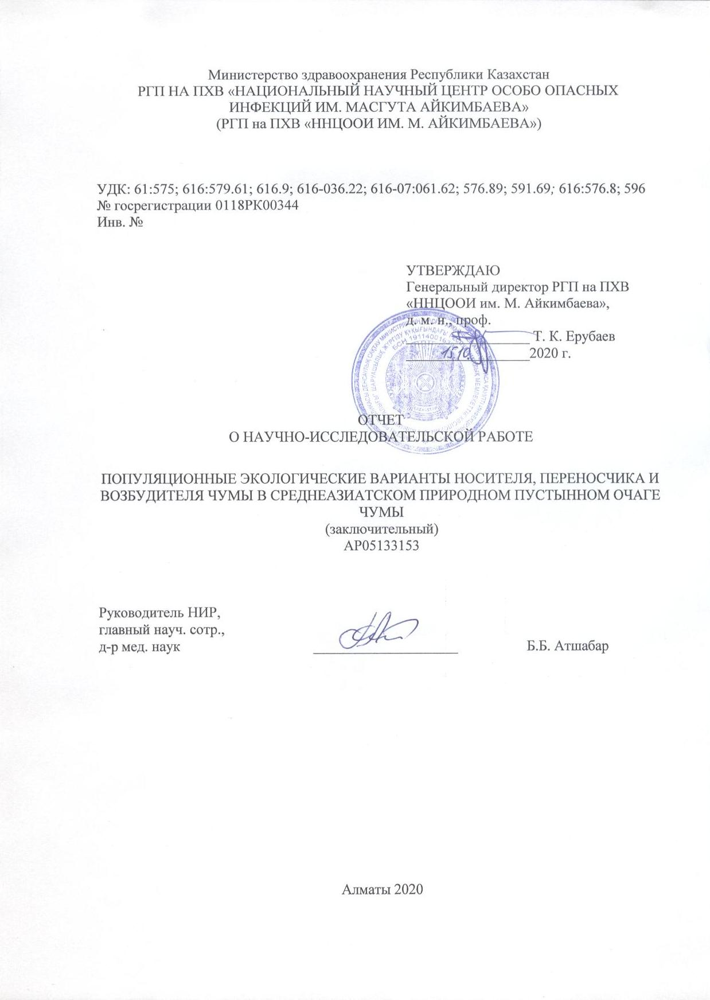 Министерство здравоохранения Республики Казахстан
РГП НА ПХВ «НАЦИОНАЛЬНЫЙ НАУЧНЫЙ ЦЕНТР ОСОБО ОПАСНЫХ
ИНФЕКЦИЙ ИМ. МАСГУТА АЙКИМБАЕВА»
(РГП на ПХВ «ННЦООИ ИМ. М. АЙКИМБАЕВА»)
УДК: 61:575; 616:579.61; 616.9; 616-036.22; 616-07:061.62; 576.89; 591.69; 616:576.8; 596
№ госрегистрации 0118РК00344
Инв. №
УТВЕРЖДАЮ
Генеральный директор РГП на ПХВ
«ННЦООИ им. М. Айкимбаева»,
д. м. н., проф.
Т. К. Ерубаев
15.10. 2020 г.
ОТЧЕТ
О НАУЧНО-ИССЛЕДОВАТЕЛЬСКОЙ РАБОТЕ
ПОПУЛЯЦИОННЫЕ ЭКОЛОГИЧЕСКИЕ ВАРИАНТЫ НОСИТЕЛЯ, ПЕРЕНОСЧИКА И
ВОЗБУДИТЕЛЯ ЧУМЫ В СРЕДНЕАЗИАТСКОМ ПРИРОДНОМ ПУСТЫННОМ ОЧАГЕ
ЧУМЫ
(заключительный)
АР05133153
Руководитель НИР,
главный науч. сотр.,
д-р мед. наук Б.Б. Атшабар
Алматы 2020